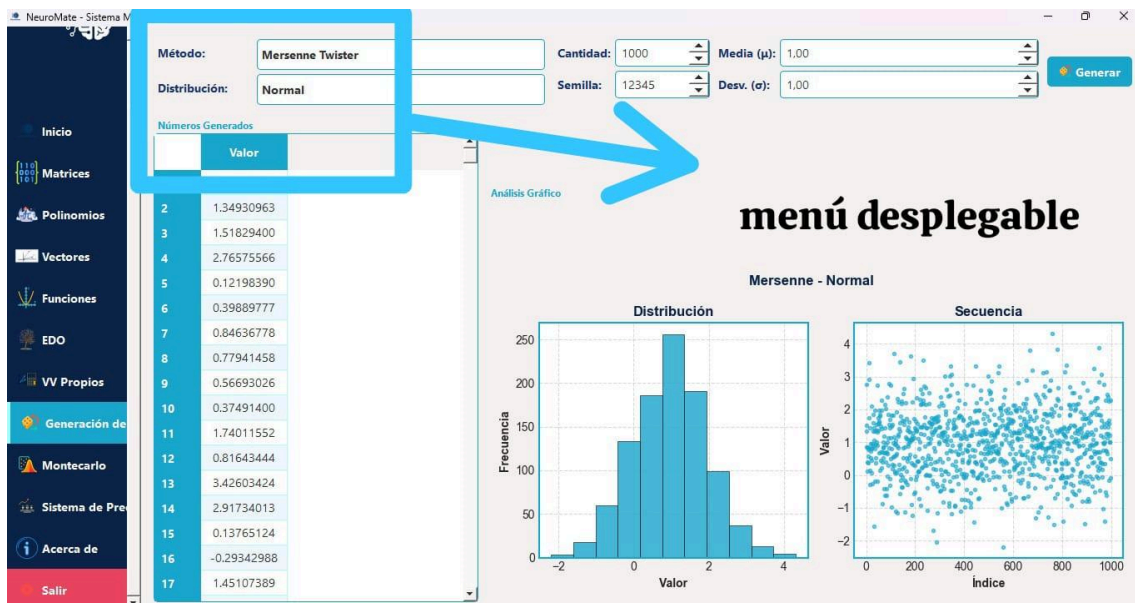 NeuroMate - Sistema M
Método:
Mersenne Twister
Cantidad:
1000
Media (μ):
1,00
Distribución:
Normal
Semilla:
12345
Desv. (σ):
1,00
Generar
Inicio
Matrices
Polinomios
Vectores
Funciones
EDO
VV Propios
Generación de
Montecarlo
Sistema de Pre
Acerca de
Salir
Números Generados
Valor
2 1.34930963
3 1.51829400
4 2.76575566
5 0.12198390
6 0.39889777
7 0.84636778
8 0.77941458
9 0.56693026
10 0.37491400
11 1.74011552
12 0.81643444
13 3.42603424
14 2.91734013
15 0.13765124
16 -0.29342988
17 1.45107389
Análisis Gráfico
menú desplegable
Mersenne - Normal
Distribución
Frecuencia
250
200
150
100
50
0
−2 0 2 4
Valor
Secuencia
Valor
4
3
2
1
0
−1
−2
0 200 400 600 800 1000
Índice